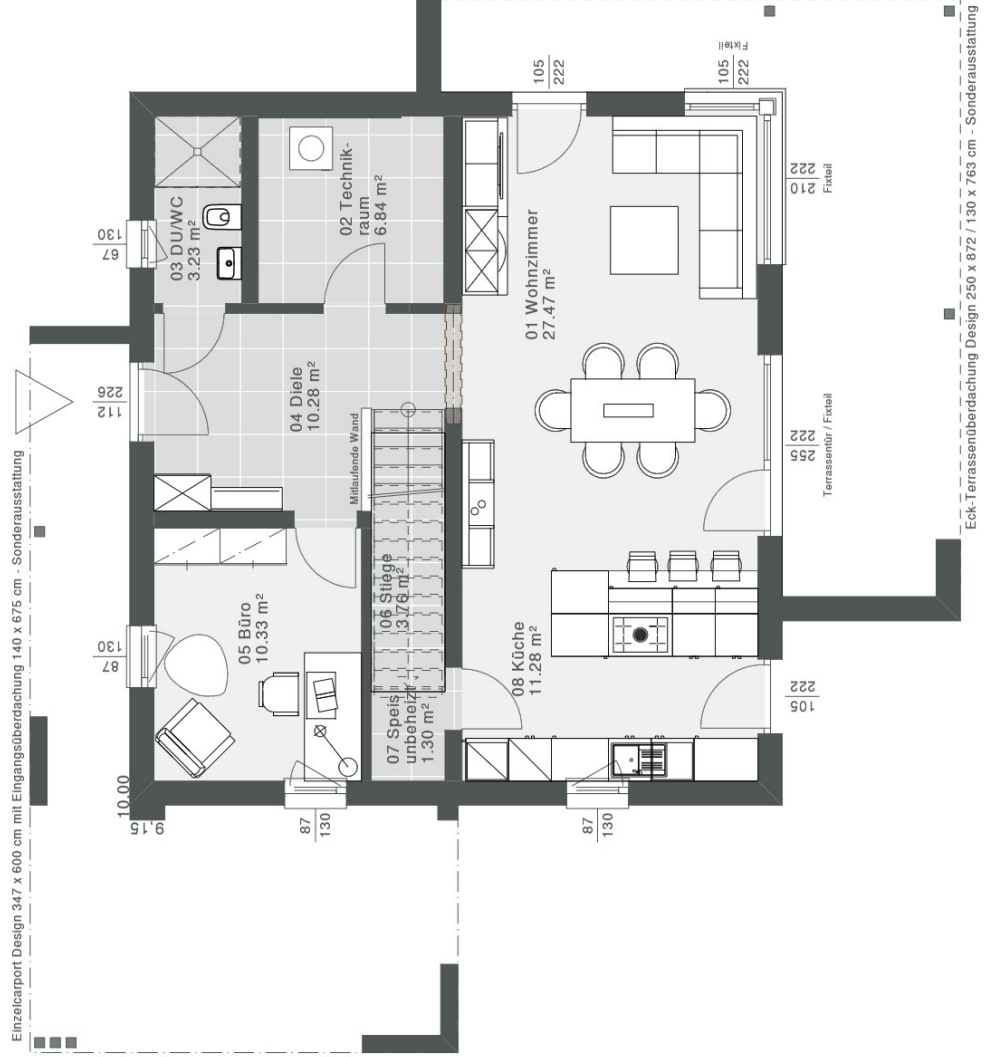 Einzelcarport Design 347 x 600 cm mit Eingangsüberdachung 140 x 675 cm - Sonderausstattung
Eck-Terrassenüberdachung Design 250 x 872 / 130 x 763 cm - Sonderausstattung
01 Wohnzimmer
27.47 m²
02 Technik-
raum
6.84 m²
03 DU/WC
3.23 m²
04 Diele
10.28 m²
05 Büro
10.33 m²
06 Stiege
3.76 m²
07 Speis
unbeheizt
1.30 m²
08 Küche
11.28 m²
Mitlaufende Wand
67
130
112
226
87
130
10.00
9.15
87
130
87
130
105
222
105
222
Fixteil
210
222
Fixteil
255
222
Terrassentür / Fixteil
105
222